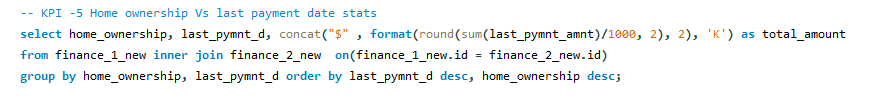 -- KPI -5 Home ownership Vs last payment date stats
select home_ownership, last_pymnt_d, concat("$" , format(round(sum(last_pymnt_amnt)/1000, 2), 2), 'K') as total_amount
from finance_1_new inner join finance_2_new  on(finance_1_new.id = finance_2_new.id)
group by home_ownership, last_pymnt_d order by last_pymnt_d desc, home_ownership desc;